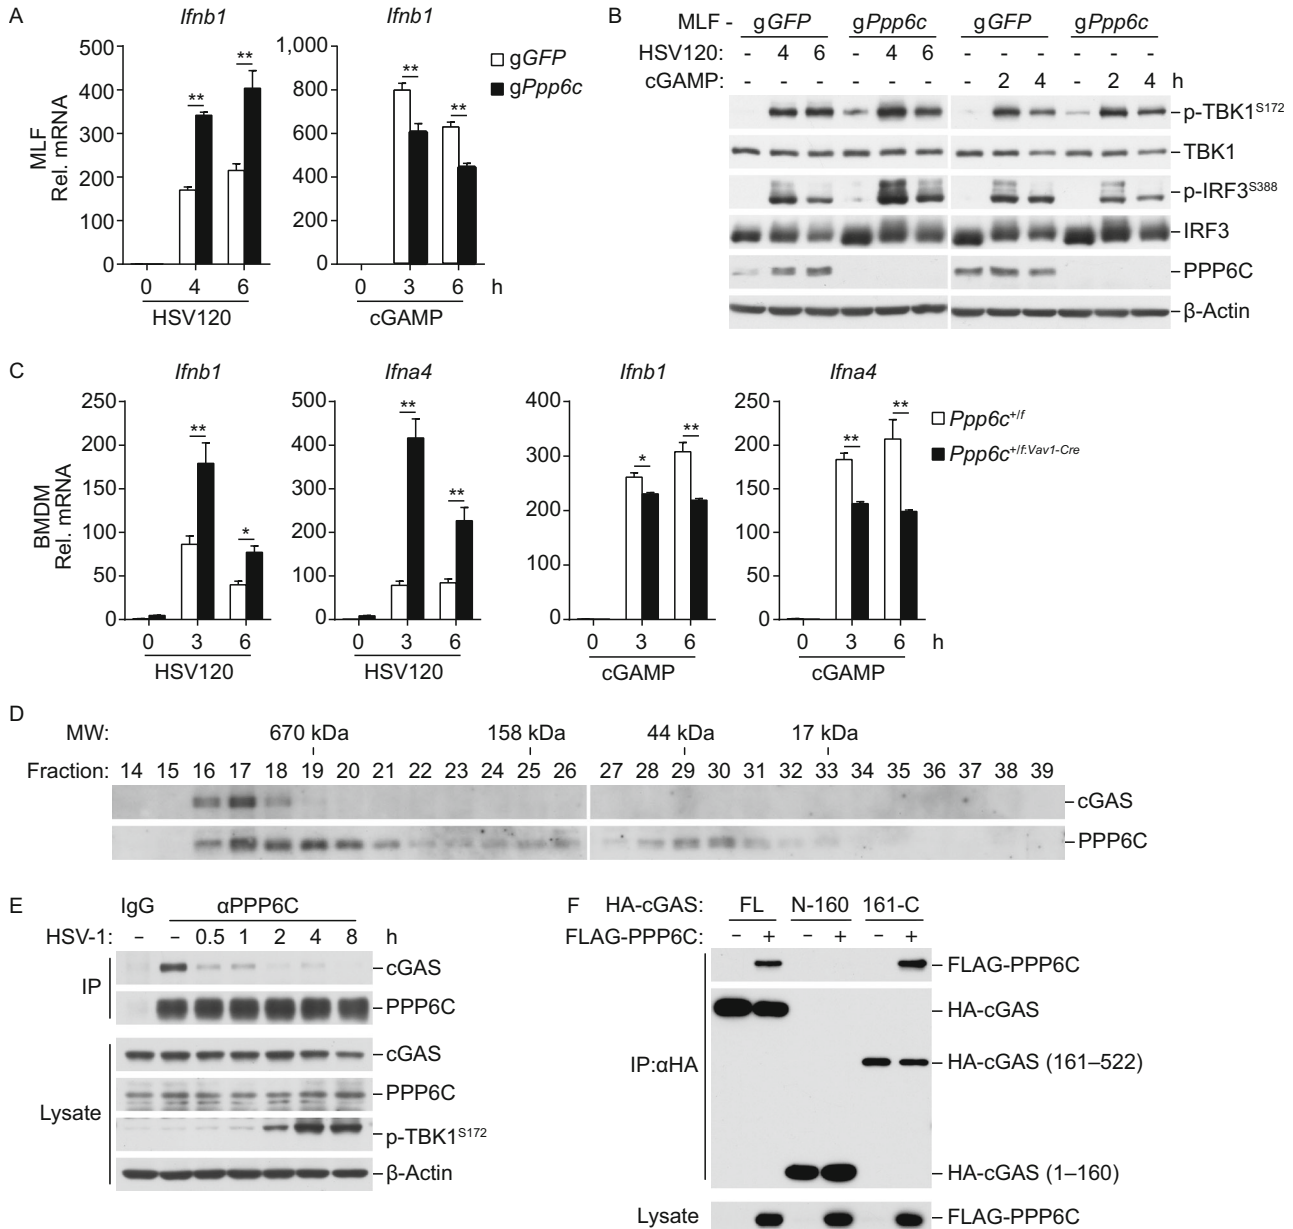 A
Ifnb1
Ifnb1
MLF
Rel. mRNA
500
400
300
200
100
0
1,000
800
600
400
200
0
**
**
**
**
gGFP
gPpp6c
0 4 6
0 3 6 h
HSV120
cGAMP
B
MLF - gGFP gPpp6c gGFP gPpp6c
HSV120: - 4 6 - 4 6 - - - - - -
cGAMP: - - - - - - - 2 4 - 2 4 h
p-TBK1S172
TBK1
p-IRF3S388
IRF3
PPP6C
β-Actin
C
Ifnb1
Ifna4
Ifnb1
Ifna4
BMDM
Rel. mRNA
250
200
150
100
50
0
500
400
300
200
100
0
400
300
200
100
0
250
200
150
100
50
0
**
*
**
**
*
**
**
**
Ppp6c+/f
Ppp6c+/f:Vav1-Cre
0 3 6
0 3 6
0 3 6
0 3 6 h
HSV120
HSV120
cGAMP
cGAMP
D
MW: 670 kDa 158 kDa 44 kDa 17 kDa
Fraction: 14 15 16 17 18 19 20 21 22 23 24 25 26 27 28 29 30 31 32 33 34 35 36 37 38 39
cGAS
PPP6C
E
IgG αPPP6C
HSV-1: – – 0.5 1 2 4 8 h
IP
cGAS
PPP6C
Lysate
cGAS
PPP6C
p-TBK1S172
β-Actin
F
HA-cGAS: FL N-160 161-C
FLAG-PPP6C: – + – + – +
IP:αHA
FLAG-PPP6C
HA-cGAS
HA-cGAS (161–522)
HA-cGAS (1–160)
Lysate
FLAG-PPP6C